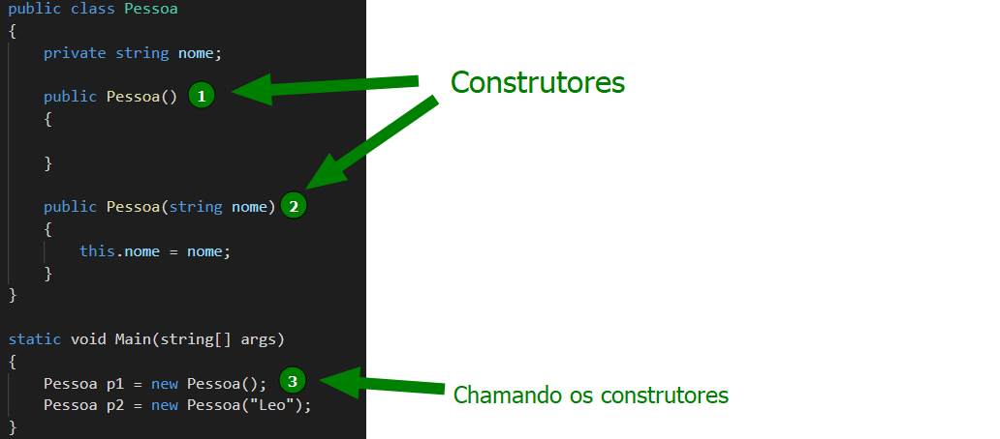 public class Pessoa
{
private string nome;
public Pessoa() 1
Construtores
{
}
public Pessoa(string nome) 2
{
this.nome = nome;
}
}
static void Main(string[] args)
{
Pessoa p1 = new Pessoa(); 3
Chamando os construtores
Pessoa p2 = new Pessoa("Leo");
}